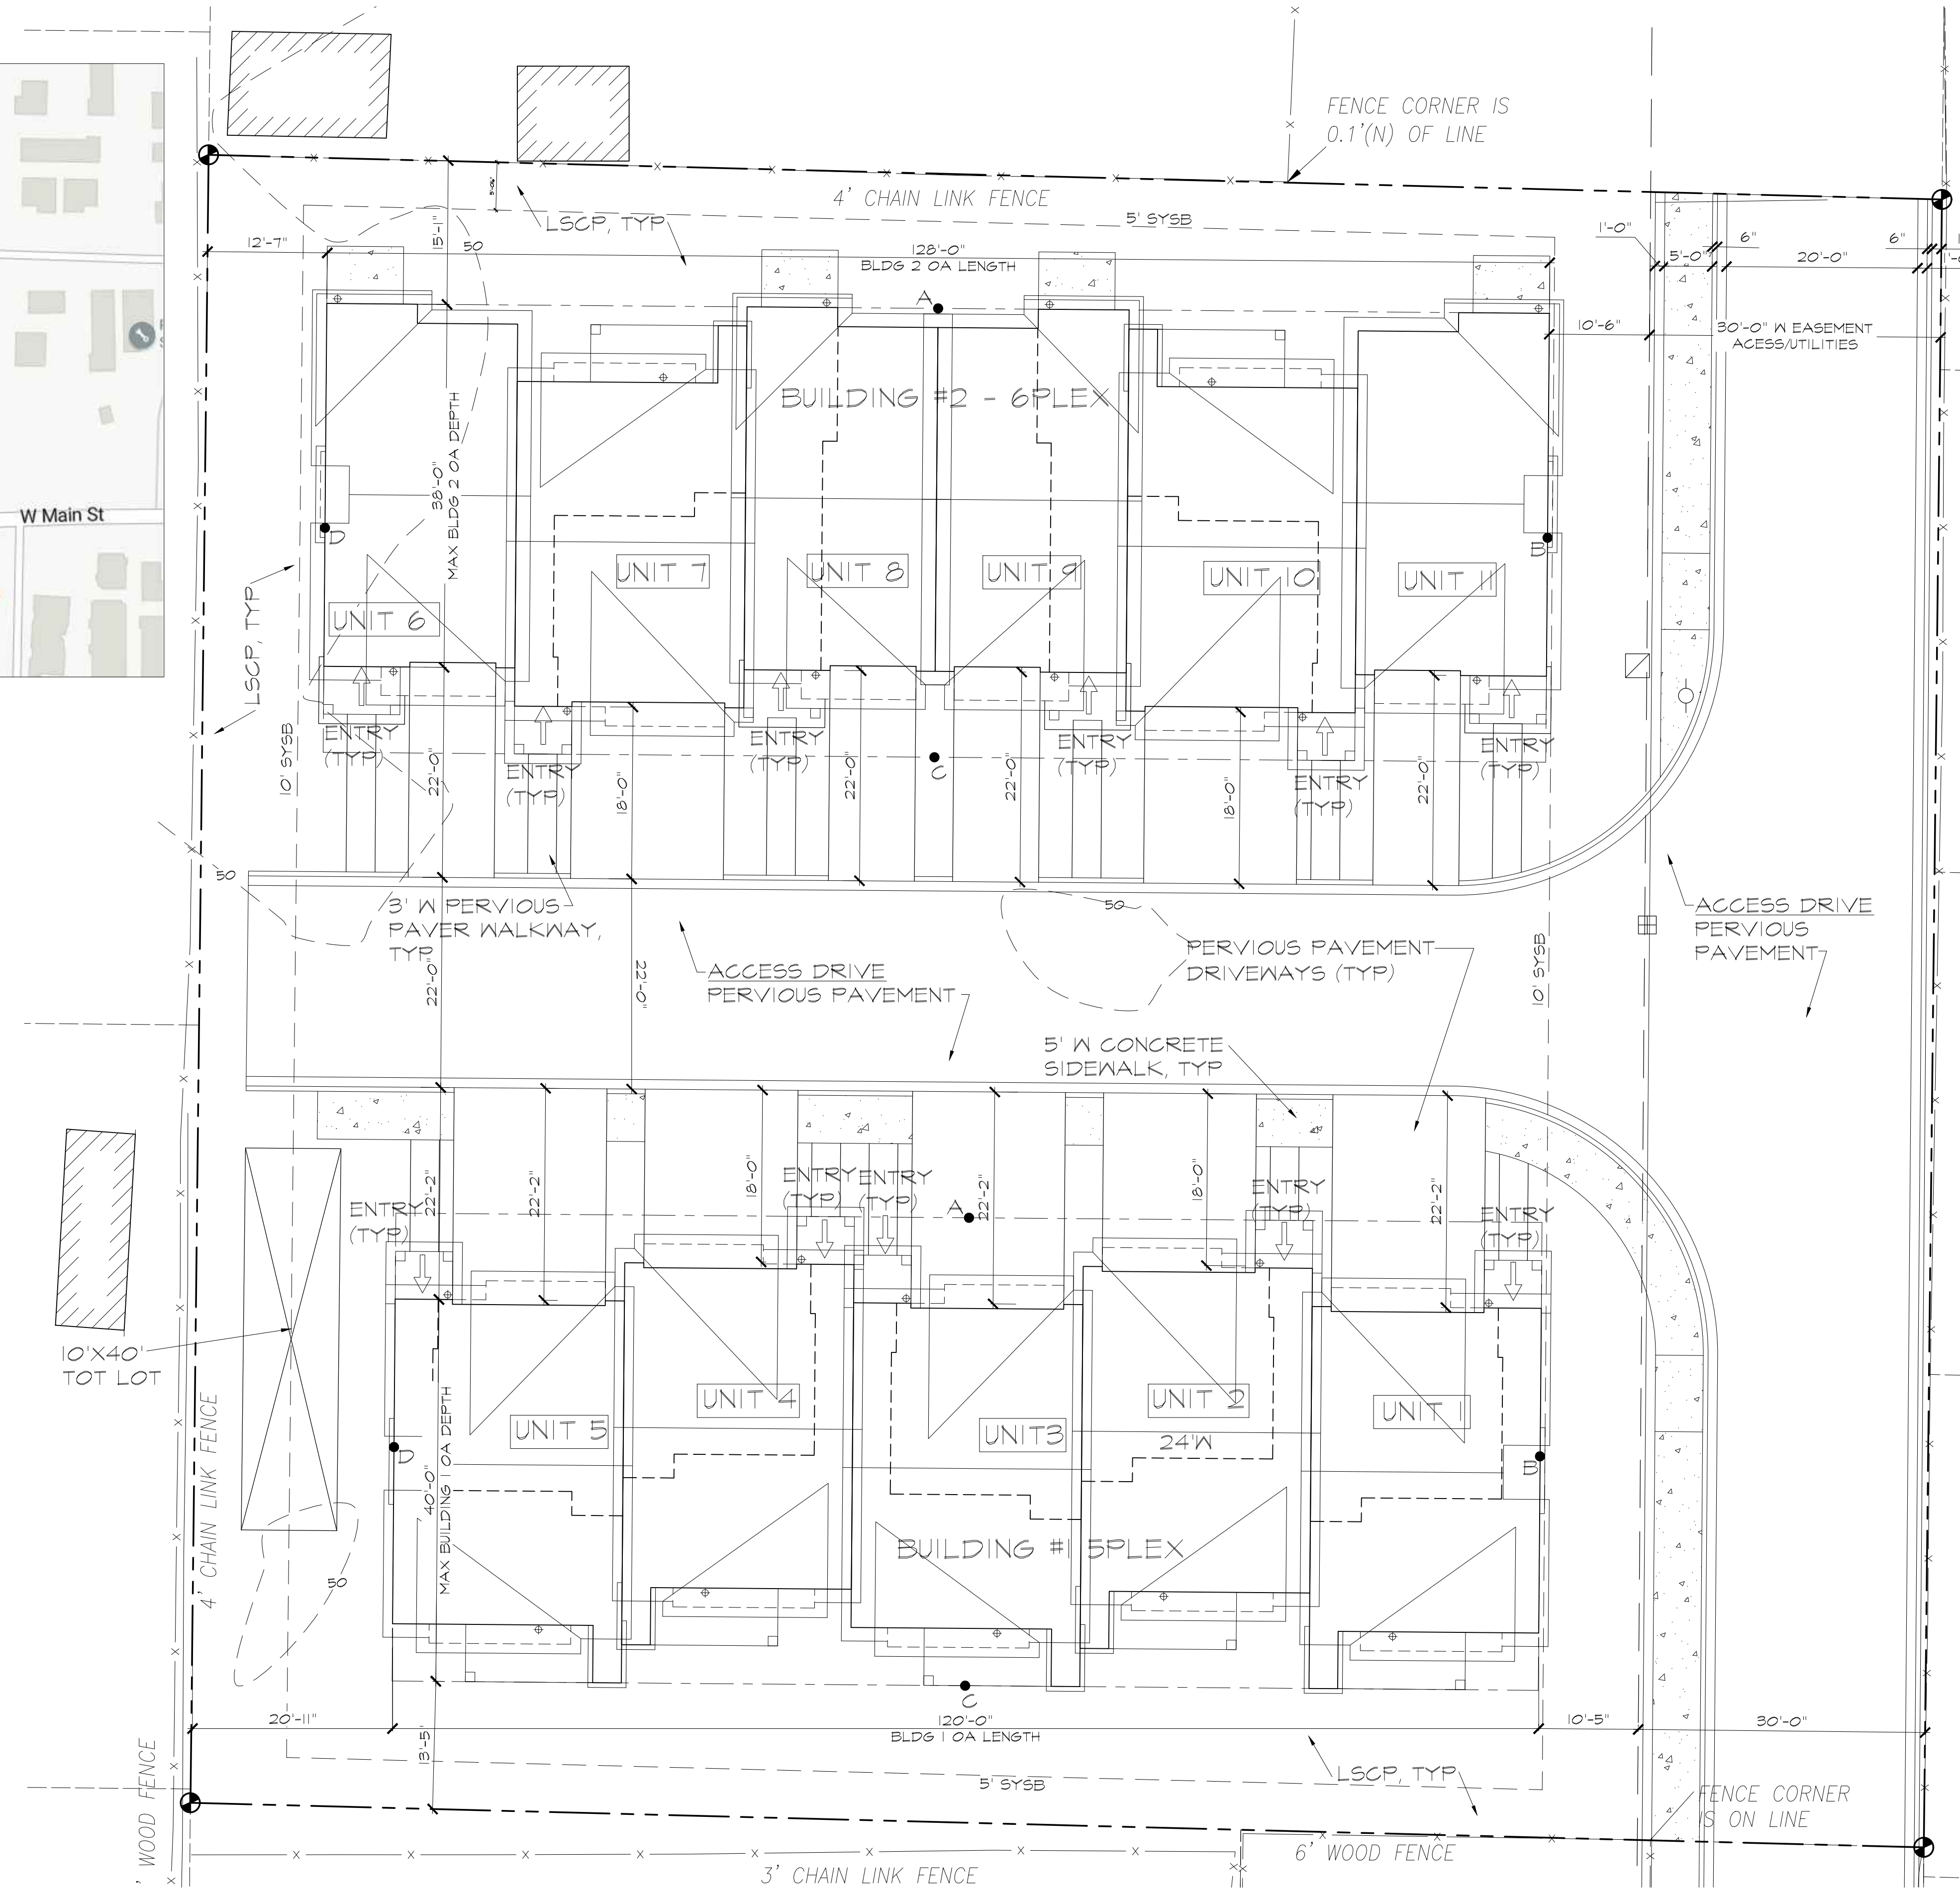 W Main St
FENCE CORNER IS
0.1'(N) OF LINE
4' CHAIN LINK FENCE
5'-0"
LSCP, TYP
5' SYSB
12'-7"
15'-1"
50
128'-0"
BLDG 2 OA LENGTH
A
1'-0"
5'-0"
6"
20'-0"
6"
10'-6"
30'-0" W EASEMENT
ACESS/UTILITIES
BUILDING #2 - 6PLEX
38'-0"
MAX BLDG 2 OA DEPTH
D
B
UNIT 6
UNIT 7
UNIT 8
UNIT 9
UNIT 10
UNIT 11
LSCP, TYP
10' SYSB
ENTRY
(TYP)
ENTRY
(TYP)
ENTRY
(TYP)
ENTRY
(TYP)
ENTRY
(TYP)
ENTRY
(TYP)
22'-0"
18'-0"
22'-0"
C
22'-0"
18'-0"
22'-0"
50
3' W PERVIOUS
PAVER WALKWAY,
TYP
22'-0"
22'-0"
ACCESS DRIVE
PERVIOUS PAVEMENT
50
PERVIOUS PAVEMENT
DRIVEWAYS (TYP)
10' SYSB
ACCESS DRIVE
PERVIOUS
PAVEMENT
5' W CONCRETE
SIDEWALK, TYP
ENTRY
(TYP)
22'-2"
22'-2"
18'-0"
ENTRY
(TYP)
ENTRY
(TYP)
A
22'-2"
18'-0"
ENTRY
(TYP)
22'-2"
ENTRY
(TYP)
10'X40'
TOT LOT
4' CHAIN LINK FENCE
UNIT 5
UNIT 4
UNIT3
UNIT 2
24'W
UNIT 1
D
B
40'-0"
MAX BUILDING 1 OA DEPTH
BUILDING #1 5PLEX
50
C
20'-11"
120'-0"
BLDG 1 OA LENGTH
10'-5"
30'-0"
13'-5"
5' SYSB
LSCP, TYP
FENCE CORNER
IS ON LINE
' WOOD FENCE
3' CHAIN LINK FENCE
6' WOOD FENCE